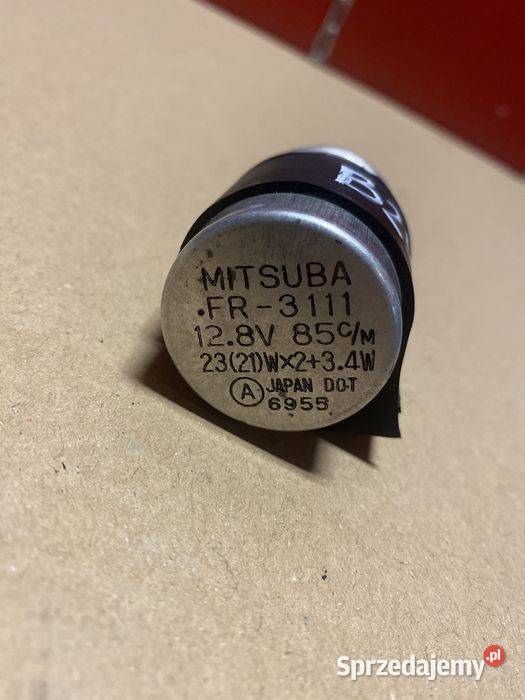 MITSUBA
FR-3111
12.8V 85c/m
23(21)W×2+3.4W
A JAPAN DOT
6955
Sprzedajemy.pl